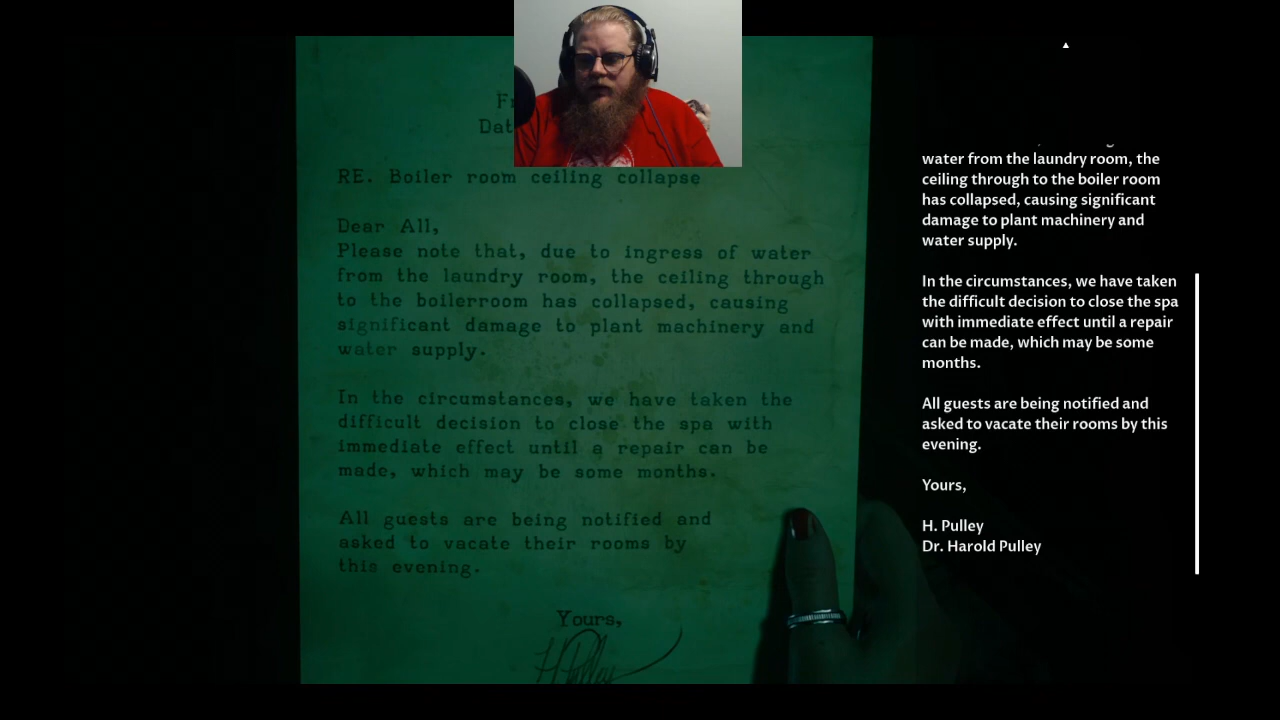 Dat
RE. Boiler room ceiling collapse
Dear All,
Please note that, due to ingress of water
from the laundry room, the ceiling through
to the boilerroom has collapsed, causing
significant damage to plant machinery and
water supply.
In the circumstances, we have taken the
difficult decision to close the spa with
immediate effect until a repair can be
made, which may be some months.
All guests are being notified and
asked to vacate their rooms by
this evening.
Yours,
H Pulley
water from the laundry room, the
ceiling through to the boiler room
has collapsed, causing significant
damage to plant machinery and
water supply.
In the circumstances, we have taken
the difficult decision to close the spa
with immediate effect until a repair
can be made, which may be some
months.
All guests are being notified and
asked to vacate their rooms by this
evening.
Yours,
H. Pulley
Dr. Harold Pulley